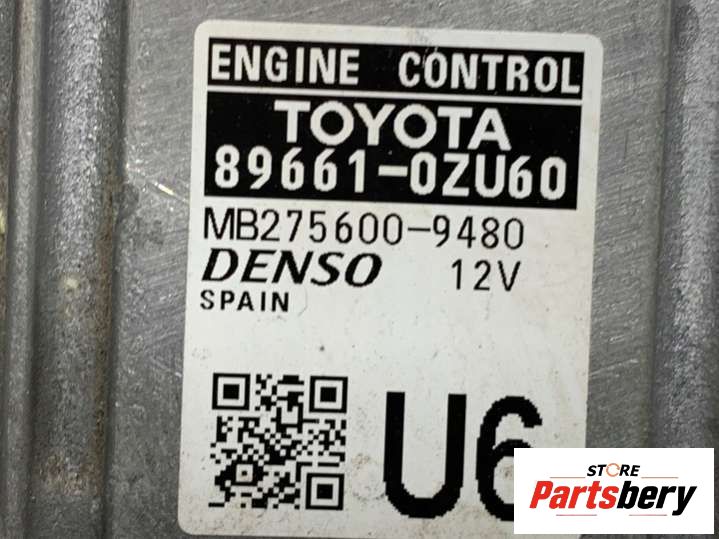 ENGINE CONTROL
TOYOTA
89661-0ZU60
MB275600-9480
DENSO 12V
SPAIN
U6
STORE
Partsbery